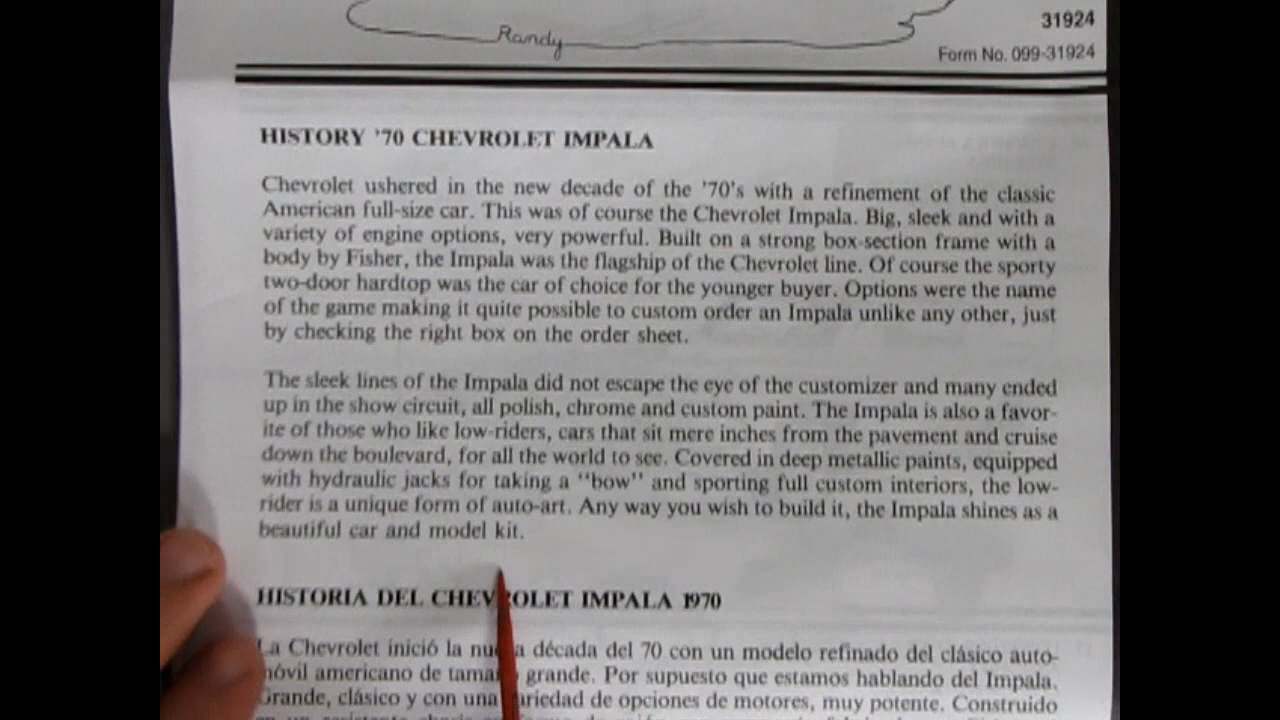 31924
Randy
Form No. 099-31924
HISTORY '70 CHEVROLET IMPALA
Chevrolet ushered in the new decade of the '70's with a refinement of the classic
American full-size car. This was of course the Chevrolet Impala. Big, sleek and with a
variety of engine options, very powerful. Built on a strong box-section frame with a
body by Fisher, the Impala was the flagship of the Chevrolet line. Of course the sporty
two-door hardtop was the car of choice for the younger buyer. Options were the name
of the game making it quite possible to custom order an Impala unlike any other, just
by checking the right box on the order sheet.
The sleek lines of the Impala did not escape the eye of the customizer and many ended
up in the show circuit, all polish, chrome and custom paint. The Impala is also a favor-
ite of those who like low-riders, cars that sit mere inches from the pavement and cruise
down the boulevard, for all the world to see. Covered in deep metallic paints, equipped
with hydraulic jacks for taking a "bow" and sporting full custom interiors, the low-
rider is a unique form of auto-art. Any way you wish to build it, the Impala shines as a
beautiful car and model kit.
HISTORIA DEL CHEVROLET IMPALA 1970
La Chevrolet inició la nueva década del 70 con un modelo refinado del clásico auto-
móvil americano de tamaño grande. Por supuesto que estamos hablando del Impala.
Grande, clásico y con una variedad de opciones de motores, muy potente. Construido